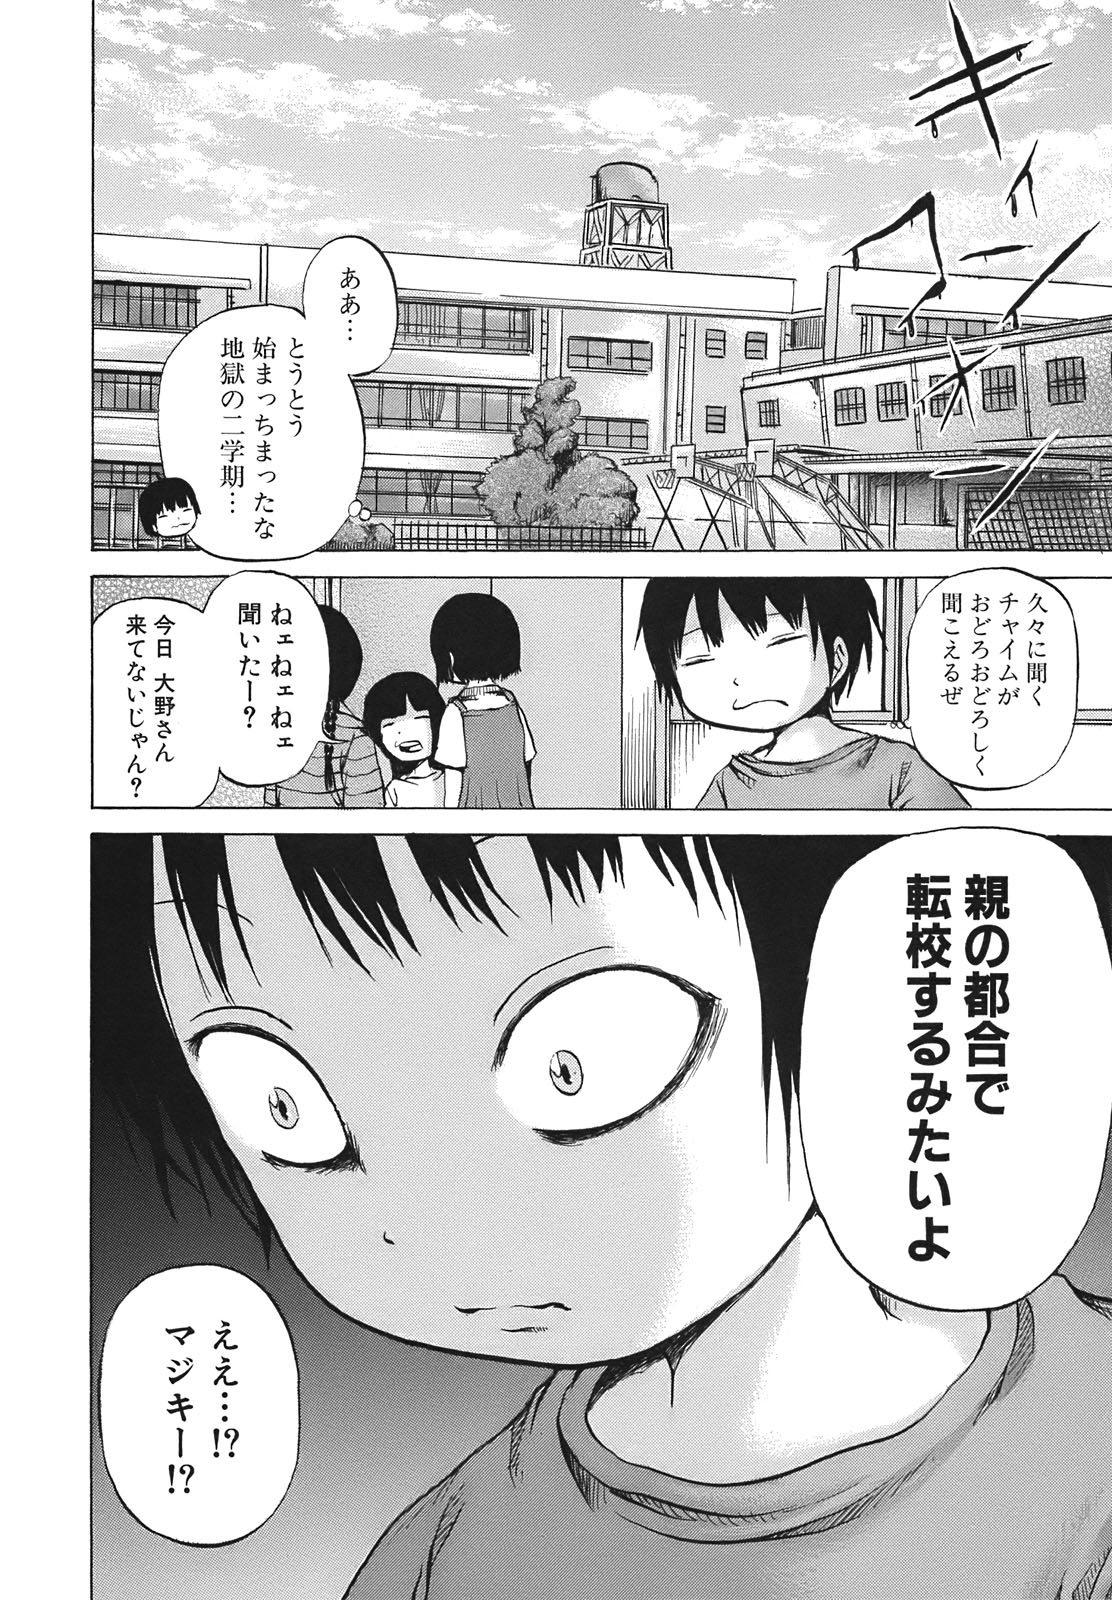 キーンコーン
ああ…
とうとう
始まっちまったな
地獄の二学期…
久々に聞く
チャイムが
おどろおどろしく
聞こえるぜ
ねェねェねェ
聞いたー？
今日 大野さん
来てないじゃん？
親の都合で
転校するみたいよ
ええ…!?
マジキー!?